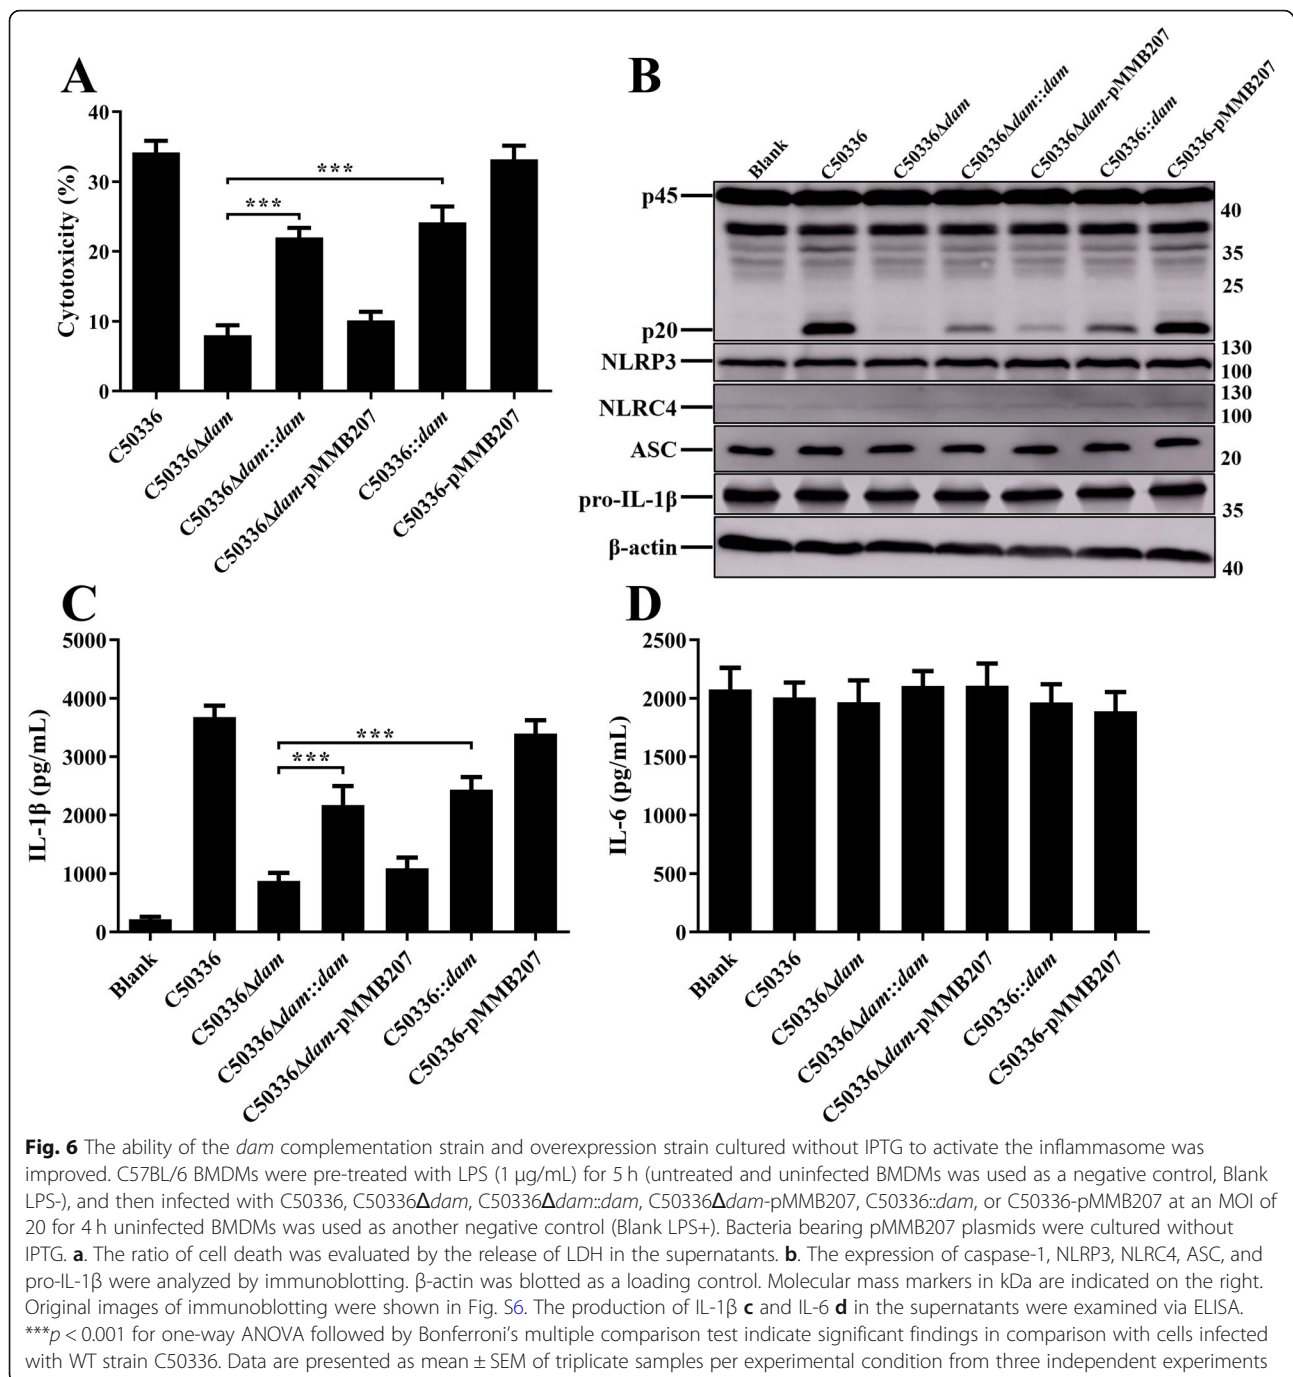 A
40
30
20
10
0
Cytotoxicity (%)
***
***
C50336
C50336Δdam
C50336Δdam::dam
C50336Δdam-pMMB207
C50336::dam
C50336-pMMB207
B
Blank
C50336
C50336Δdam
C50336Δdam::dam
C50336Δdam-pMMB207
C50336::dam
C50336-pMMB207
p45
40
35
25
p20
NLRP3
130
100
NLRC4
130
100
ASC
20
pro-IL-1β
35
β-actin
40
C
5000
4000
3000
2000
1000
0
IL-1β (pg/mL)
***
***
Blank
C50336
C50336Δdam
C50336Δdam::dam
C50336Δdam-pMMB207
C50336::dam
C50336-pMMB207
D
2500
2000
1500
1000
500
0
IL-6 (pg/mL)
Blank
C50336
C50336Δdam
C50336Δdam::dam
C50336Δdam-pMMB207
C50336::dam
C50336-pMMB207
Fig. 6 The ability of the dam complementation strain and overexpression strain cultured without IPTG to activate the inflammasome was
improved. C57BL/6 BMDMs were pre-treated with LPS (1 μg/mL) for 5 h (untreated and uninfected BMDMs was used as a negative control, Blank
LPS-), and then infected with C50336, C50336Δdam, C50336Δdam::dam, C50336Δdam-pMMB207, C50336::dam, or C50336-pMMB207 at an MOI of
20 for 4 h uninfected BMDMs was used as another negative control (Blank LPS+). Bacteria bearing pMMB207 plasmids were cultured without
IPTG. a. The ratio of cell death was evaluated by the release of LDH in the supernatants. b. The expression of caspase-1, NLRP3, NLRC4, ASC, and
pro-IL-1β were analyzed by immunoblotting. β-actin was blotted as a loading control. Molecular mass markers in kDa are indicated on the right.
Original images of immunoblotting were shown in Fig. S6. The production of IL-1β c and IL-6 d in the supernatants were examined via ELISA.
***p < 0.001 for one-way ANOVA followed by Bonferroni's multiple comparison test indicate significant findings in comparison with cells infected
with WT strain C50336. Data are presented as mean ± SEM of triplicate samples per experimental condition from three independent experiments